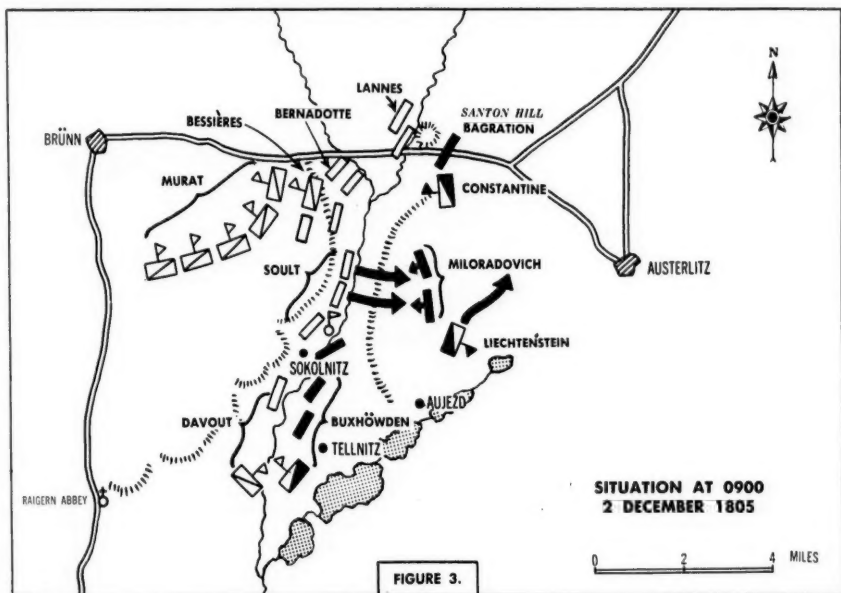 N
LANNES
SANTON HILL
BAGRATION
BESSIÈRES
BERNADOTTE
BRÜNN
MURAT
CONSTANTINE
SOULT
MILORADOVICH
AUSTERLITZ
LIECHTENSTEIN
SOKOLNITZ
DAVOUT
BUXHÖWDEN
AUJEZD
TELLNITZ
RAIGERN ABBEY
SITUATION AT 0900
2 DECEMBER 1805
0 2 4 MILES
FIGURE 3.